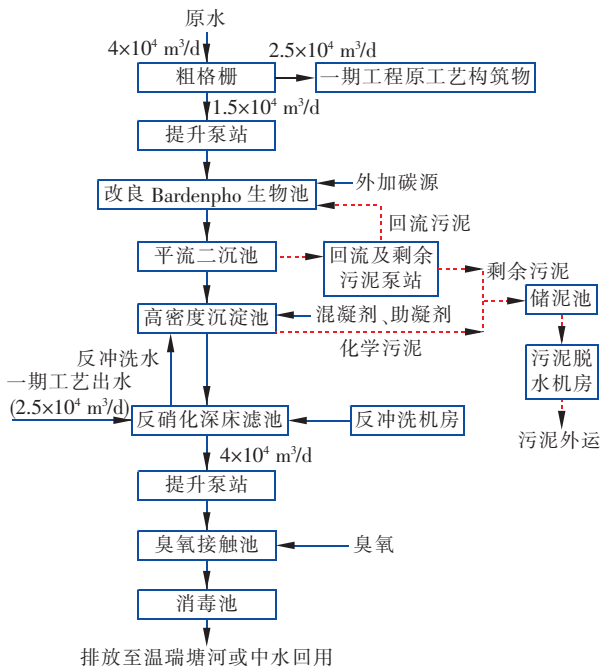 原水
4×10⁴ m³/d
2.5×10⁴ m³/d
粗格栅
一期工程原工艺构筑物
1.5×10⁴ m³/d
提升泵站
改良 Bardenpho 生物池
外加碳源
回流污泥
平流二沉池
回流及剩余
污泥泵站
剩余污泥
储泥池
高密度沉淀池
混凝剂、助凝剂
化学污泥
反冲洗水
污泥脱
水机房
一期工艺出水
(2.5×10⁴ m³/d)
反硝化深床滤池
反冲洗机房
污泥外运
4×10⁴ m³/d
提升泵站
臭氧接触池
臭氧
消毒池
排放至温瑞塘河或中水回用